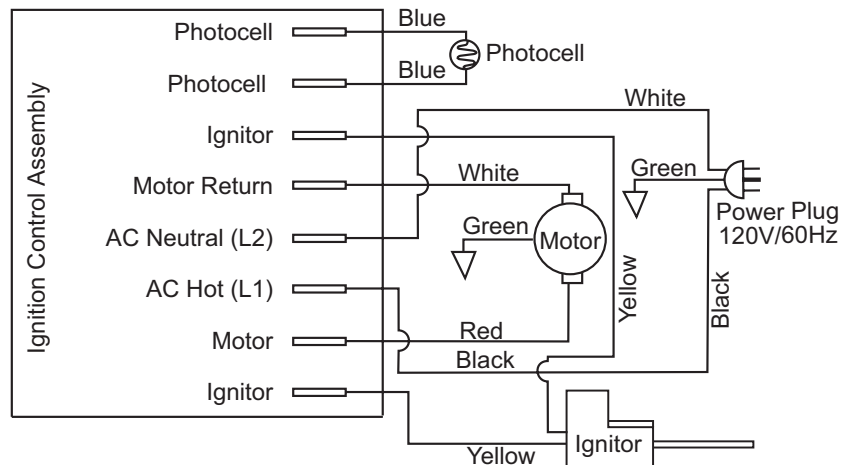 Ignition Control Assembly
Photocell
Photocell
Ignitor
Motor Return
AC Neutral (L2)
AC Hot (L1)
Motor
Ignitor
Blue
Blue
Photocell
White
White
Green
Green
Motor
Power Plug
120V/60Hz
Yellow
Black
Red
Black
Yellow
Ignitor